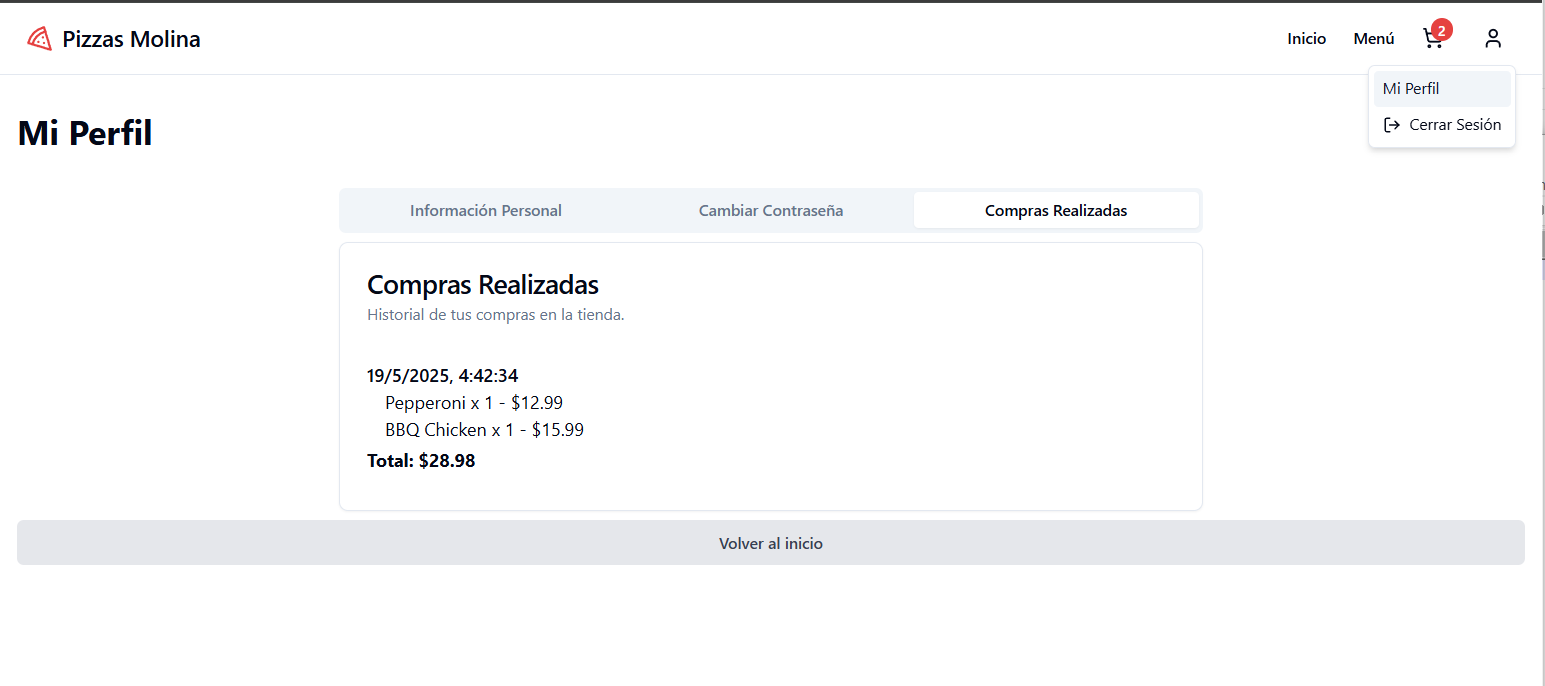 Pizzas Molina
Inicio
Menú
2
Mi Perfil
Cerrar Sesión
Mi Perfil
Información Personal
Cambiar Contraseña
Compras Realizadas
Compras Realizadas
Historial de tus compras en la tienda.
19/5/2025, 4:42:34
Pepperoni x 1 - $12.99
BBQ Chicken x 1 - $15.99
Total: $28.98
Volver al inicio